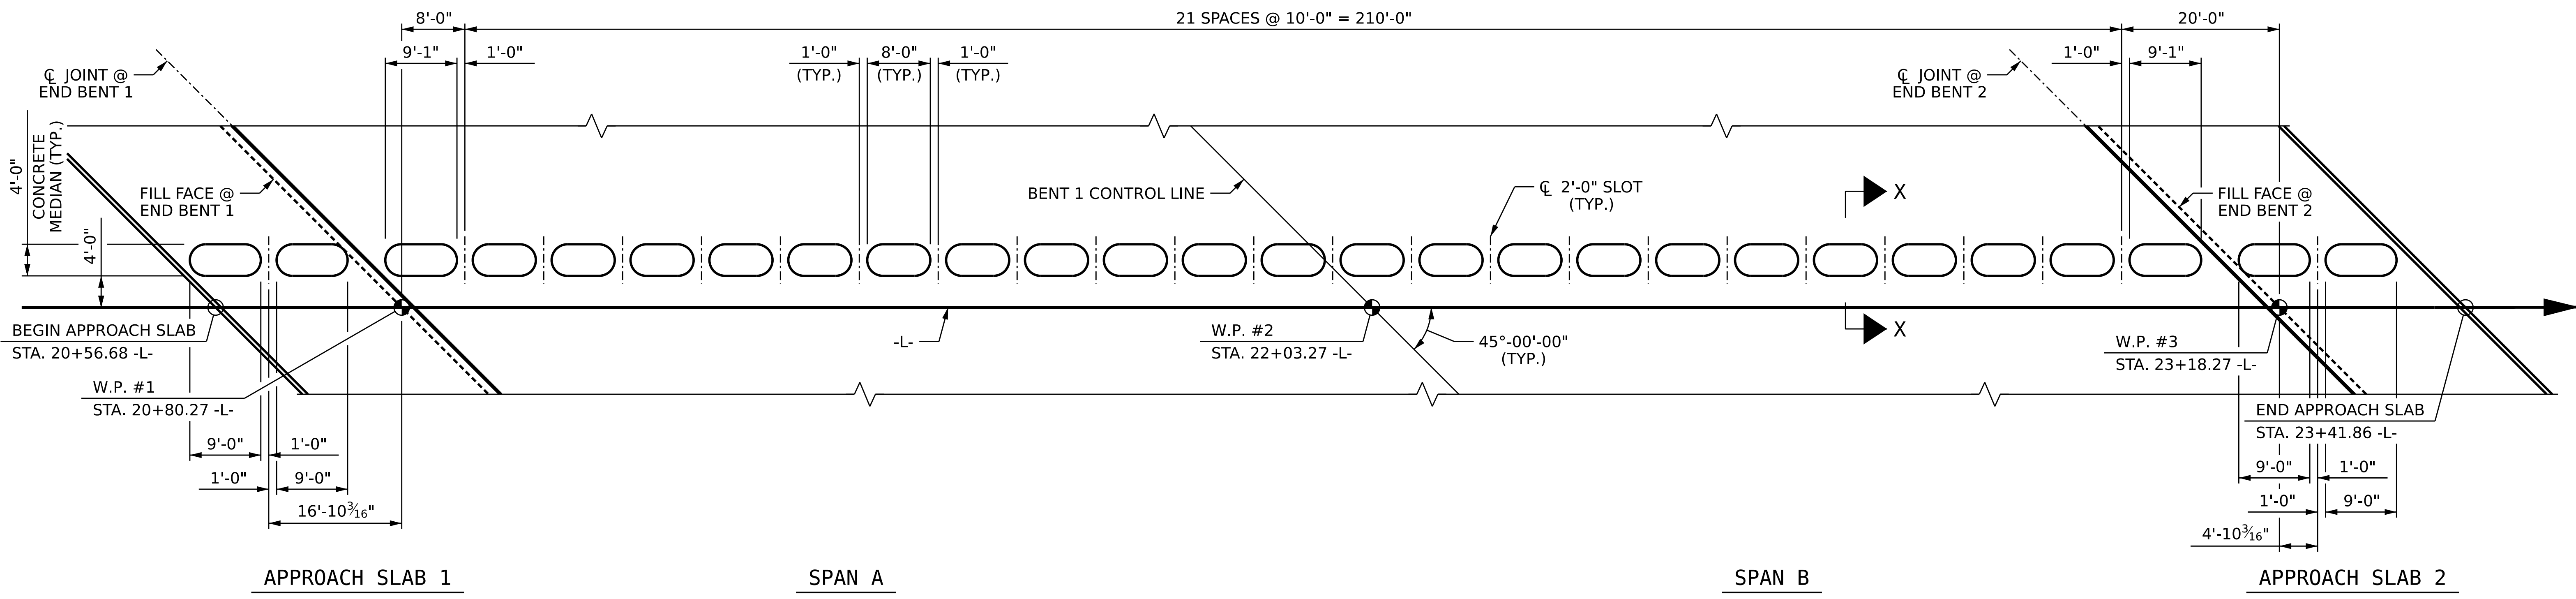 8'-0"
21 SPACES @ 10'-0" = 210'-0"
20'-0"
9'-1"
1'-0"
1'-0"
(TYP.)
8'-0"
(TYP.)
1'-0"
(TYP.)
1'-0"
9'-1"
℄ JOINT @
END BENT 1
℄ JOINT @
END BENT 2
4'-0"
CONCRETE
MEDIAN (TYP.)
FILL FACE @
END BENT 1
BENT 1 CONTROL LINE
℄ 2'-0" SLOT
(TYP.)
X
FILL FACE @
END BENT 2
4'-0"
BEGIN APPROACH SLAB
STA. 20+56.68 -L-
-L-
W.P. #2
STA. 22+03.27 -L-
45°-00'-00"
(TYP.)
X
W.P. #3
STA. 23+18.27 -L-
W.P. #1
STA. 20+80.27 -L-
END APPROACH SLAB
STA. 23+41.86 -L-
9'-0"
1'-0"
1'-0"
9'-0"
16'-10 3/16"
9'-0"
1'-0"
1'-0"
9'-0"
4'-10 3/16"
APPROACH SLAB 1
SPAN A
SPAN B
APPROACH SLAB 2